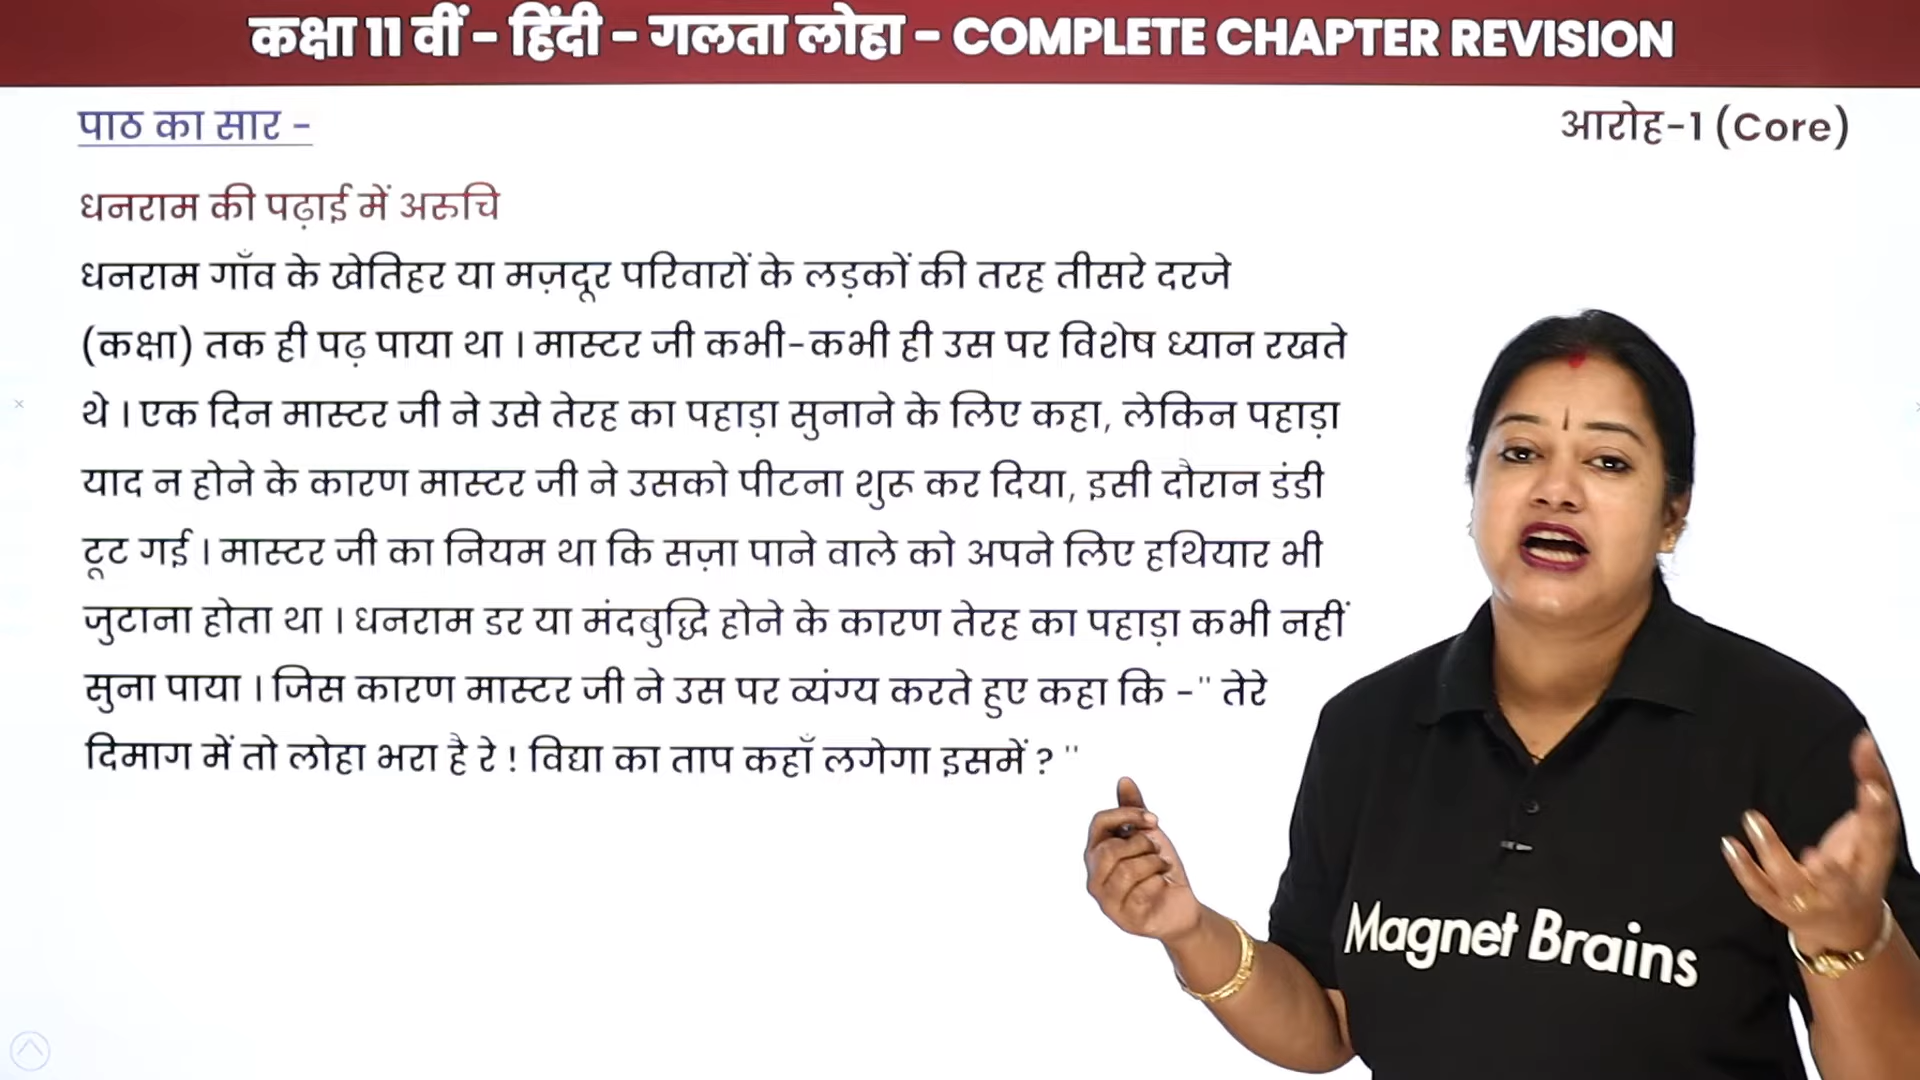 कक्षा 11 वीं - हिंदी - गलता लोहा - COMPLETE CHAPTER REVISION
पाठ का सार -
आरोह-1 (Core)
धनराम की पढ़ाई में अरुचि
धनराम गाँव के खेतिहर या मज़दूर परिवारों के लड़कों की तरह तीसरे दरजे
(कक्षा) तक ही पढ़ पाया था । मास्टर जी कभी-कभी ही उस पर विशेष ध्यान रखते
थे । एक दिन मास्टर जी ने उसे तेरह का पहाड़ा सुनाने के लिए कहा, लेकिन पहाड़ा
याद न होने के कारण मास्टर जी ने उसको पीटना शुरू कर दिया, इसी दौरान डंडी
टूट गई । मास्टर जी का नियम था कि सज़ा पाने वाले को अपने लिए हथियार भी
जुटाना होता था । धनराम डर या मंदबुद्धि होने के कारण तेरह का पहाड़ा कभी नहीं
सुना पाया । जिस कारण मास्टर जी ने उस पर व्यंग्य करते हुए कहा कि -" तेरे
दिमाग में तो लोहा भरा है रे ! विद्या का ताप कहाँ लगेगा इसमें ? "
Magnet Brains